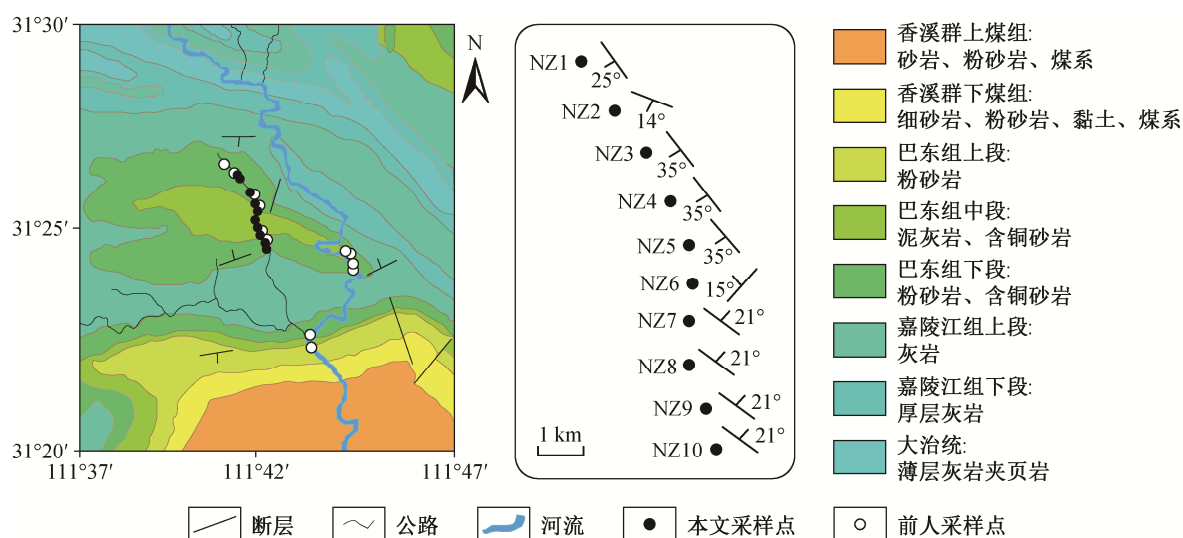 31°30′
31°25′
31°20′
111°37′
111°42′
111°47′
N
NZ1
25°
NZ2
14°
NZ3
35°
NZ4
35°
NZ5
35°
NZ6
15°
NZ7
21°
NZ8
21°
NZ9
21°
NZ10
21°
1 km
香溪群上煤组:
砂岩、粉砂岩、煤系
香溪群下煤组:
细砂岩、粉砂岩、黏土、煤系
巴东组上段:
粉砂岩
巴东组中段:
泥灰岩、含铜砂岩
巴东组下段:
粉砂岩、含铜砂岩
嘉陵江组上段:
灰岩
嘉陵江组下段:
厚层灰岩
大治统:
薄层灰岩夹页岩
断层
公路
河流
本文采样点
前人采样点